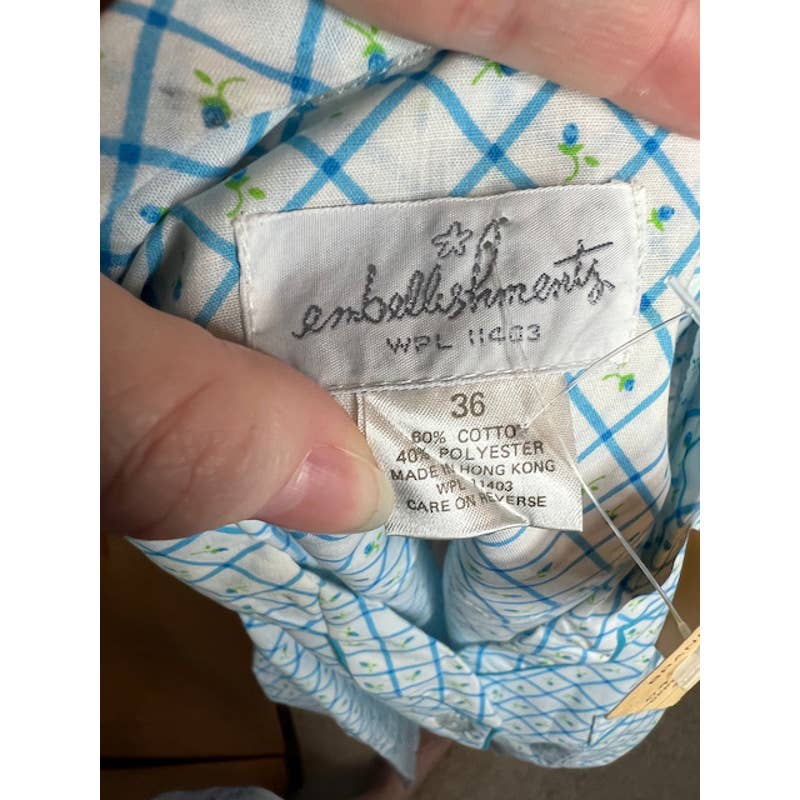 embellishments
WPL 11403
36
60% COTTON
40% POLYESTER
MADE IN HONG KONG
WPL 11403
CARE ON REVERSE